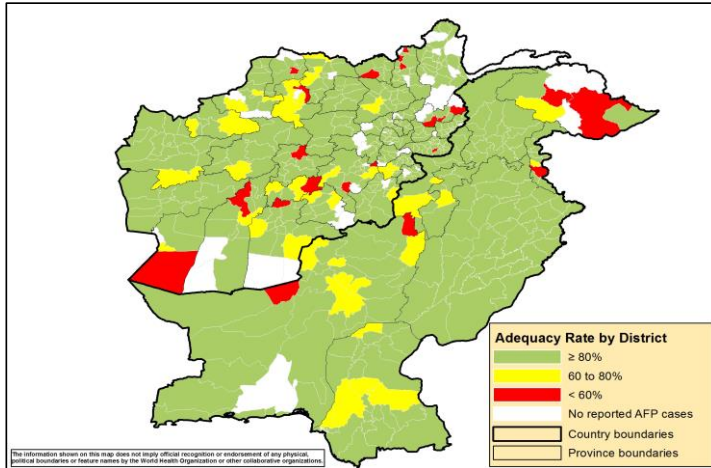 Adequacy Rate by District
≥ 80%
60 to 80%
< 60%
No reported AFP cases
Country boundaries
Province boundaries
The information shown on this map does not imply official recognition or endorsement of any physical,
political boundaries or feature names by the World Health Organization or other collaborative organizations.